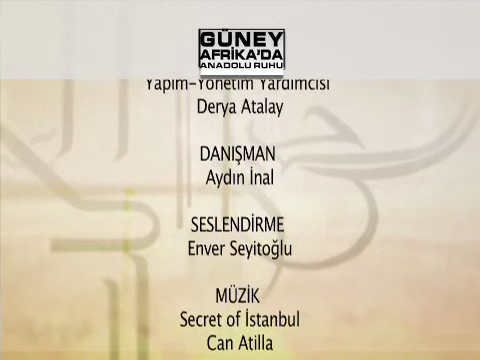 GÜNEY
AFRİKA'DA
ANADOLU RUHU
Yapım-Yönetim Yardımcısı
Derya Atalay
DANIŞMAN
Aydın İnal
SESLENDİRME
Enver Seyitoğlu
MÜZİK
Secret of İstanbul
Can Atilla